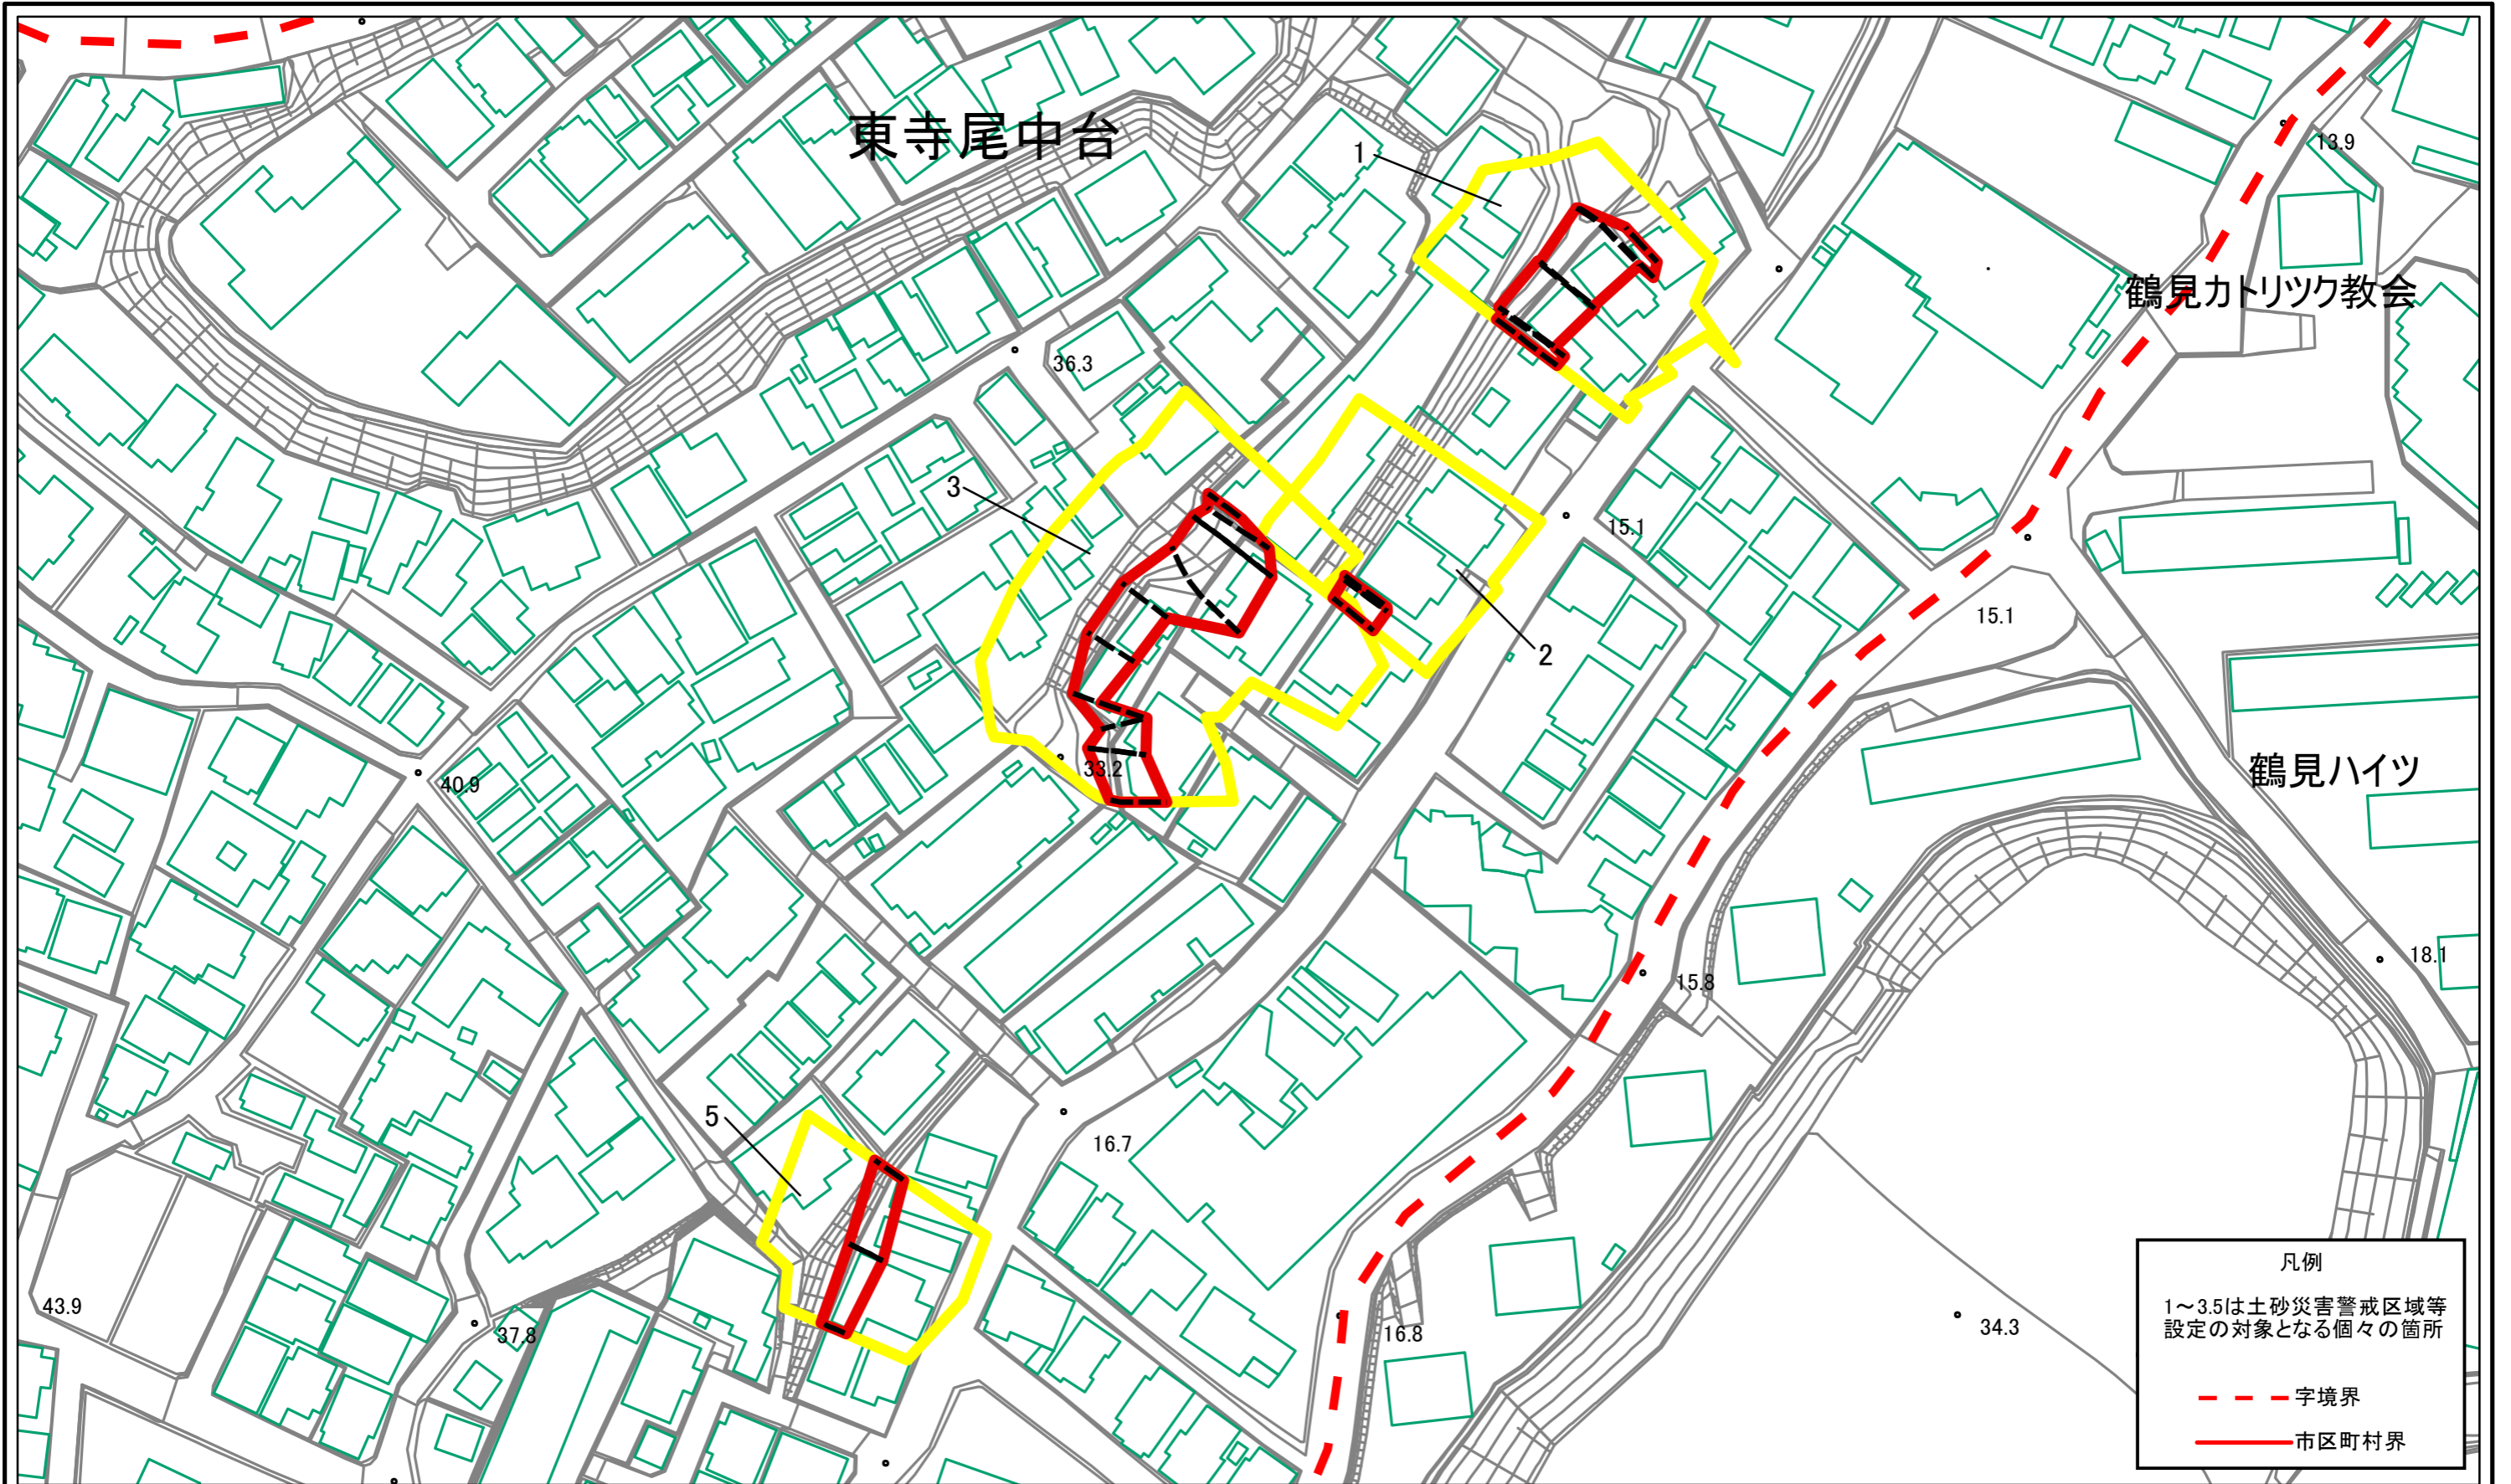 東寺尾中台
1
13.9
鶴見カトリック教会
36.3
3
15.1
15.1
2
33.2
40.9
鶴見ハイツ
18.1
15.8
5
16.7
43.9
37.8
16.8
34.3
凡例
1～3.5は土砂災害警戒区域等
設定の対象となる個々の箇所
字境界
市区町村界